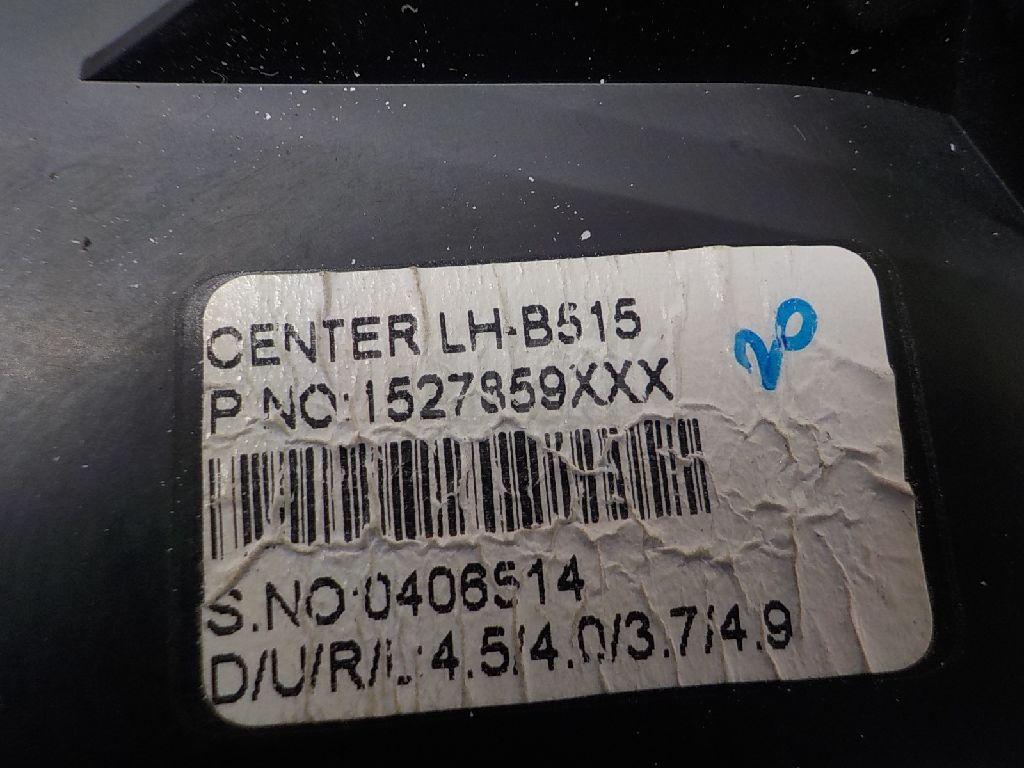 CENTER LH-B515
20
P.NO:1527859XXX
S.NO:0406514
D/U/R/L:4.5/4.0/3.7/4.9